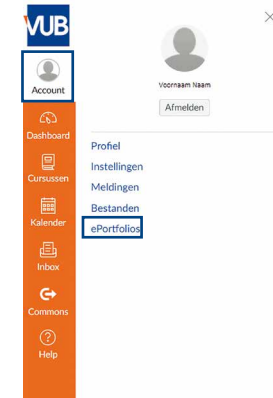 VUB
Account
Dashboard
Cursussen
Kalender
Inbox
Commons
Help
Voornaam Naam
Afmelden
Profiel
Instellingen
Meldingen
Bestanden
ePortfolios